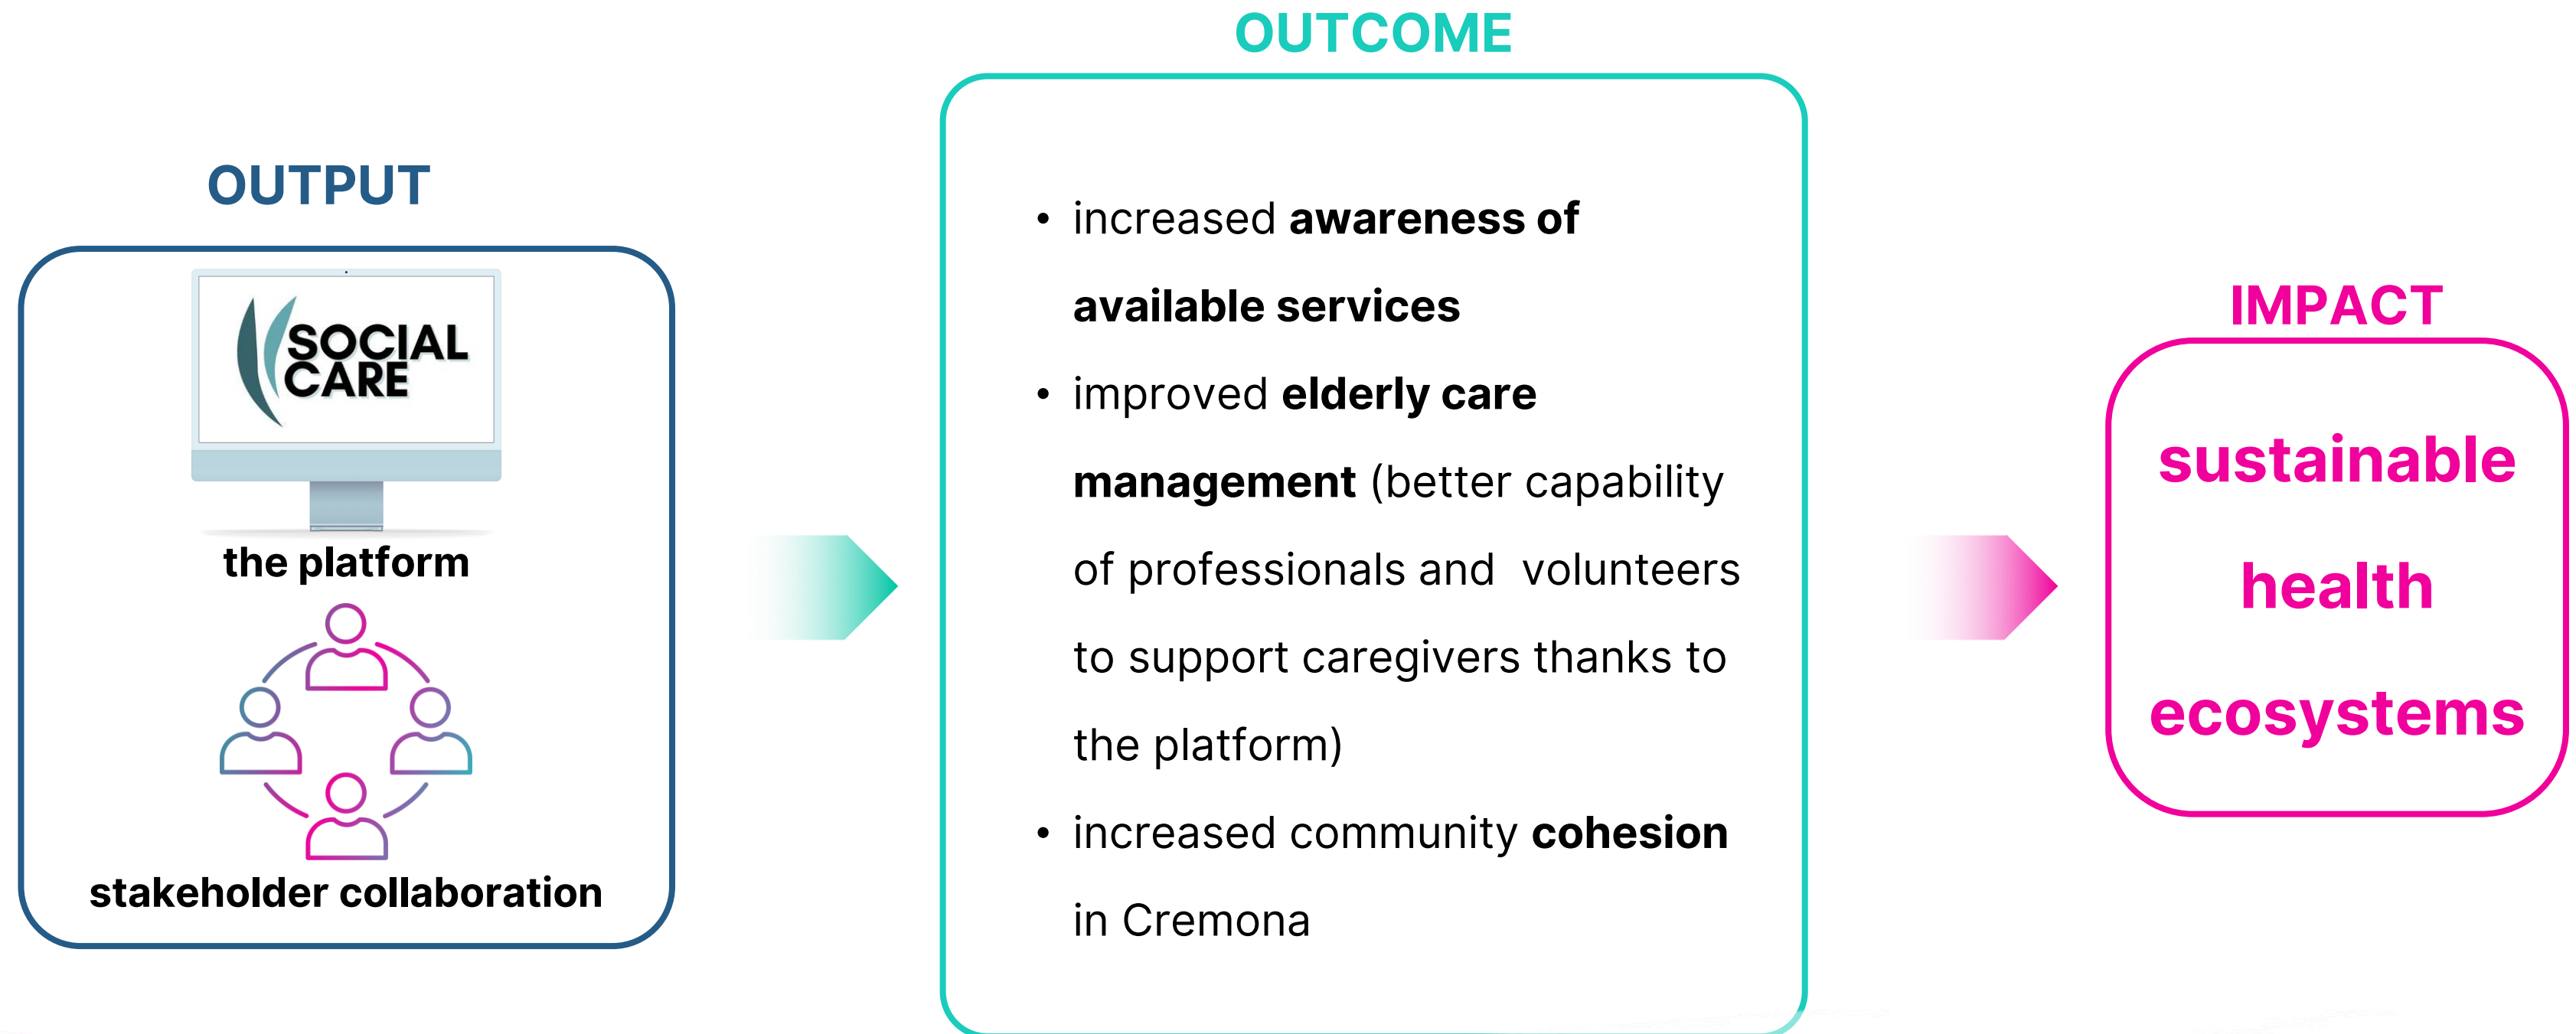 OUTPUT
SOCIAL
CARE
the platform
stakeholder collaboration
OUTCOME
• increased awareness of
available services
• improved elderly care
management (better capability
of professionals and  volunteers
to support caregivers thanks to
the platform)
• increased community cohesion
in Cremona
IMPACT
sustainable
health
ecosystems